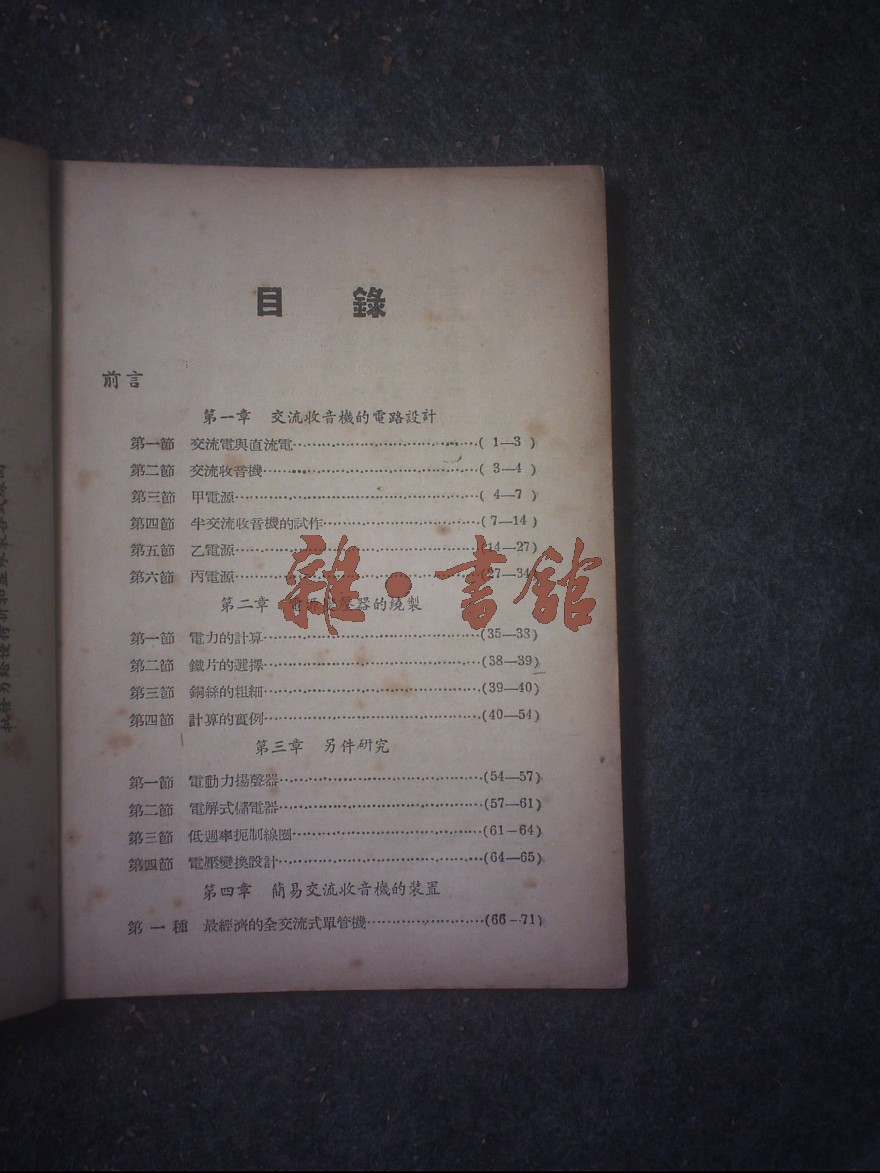 目 錄
前言
第一章 交流收音機的電路設計
第一節 交流電與直流電……………………………( 1—3 )
第二節 交流收音機……………………………( 3—4 )
第三節 甲電源……………………………( 4—7 )
第四節 半交流收音機的試作……………………………( 7—14 )
第五節 乙電源……………………………(14—27)
第六節 丙電源……………………………(27—34)
第二章 電源變壓器的繞製
第一節 電力的計算……………………………(35—38)
第二節 鐵片的選擇……………………………(38—39)
第三節 銅絲的粗細……………………………(39—40)
第四節 計算的實例……………………………(40—54)
第三章 另件研究
第一節 電動力揚聲器……………………………(54—57)
第二節 電解式儲電器……………………………(57—61)
第三節 低週率扼制線圈……………………………(61—64)
第四節 電壓變換設計……………………………(64—65)
第四章 簡易交流收音機的裝置
第一種 最經濟的全交流式單管機……………………………(66—71)
雜·書館